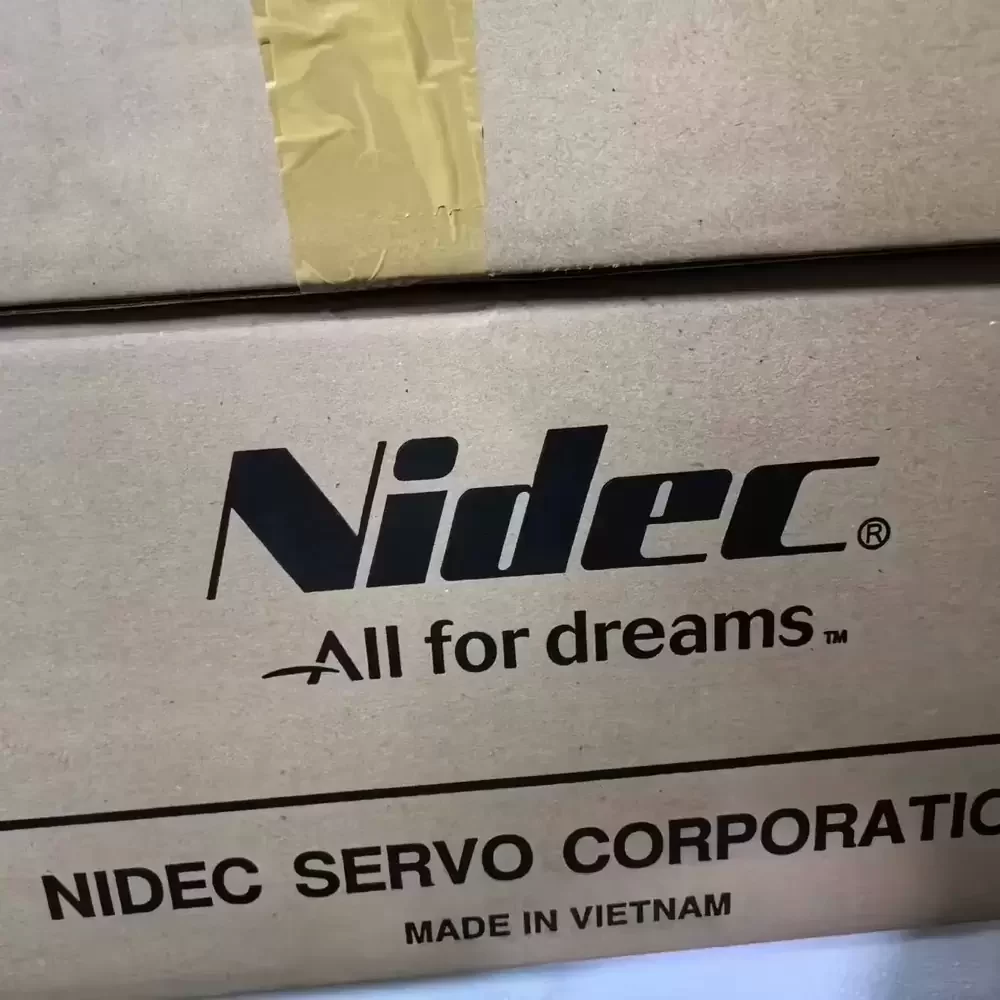 Nidec®
All for dreams™
NIDEC SERVO CORPORATIO
MADE IN VIETNAM